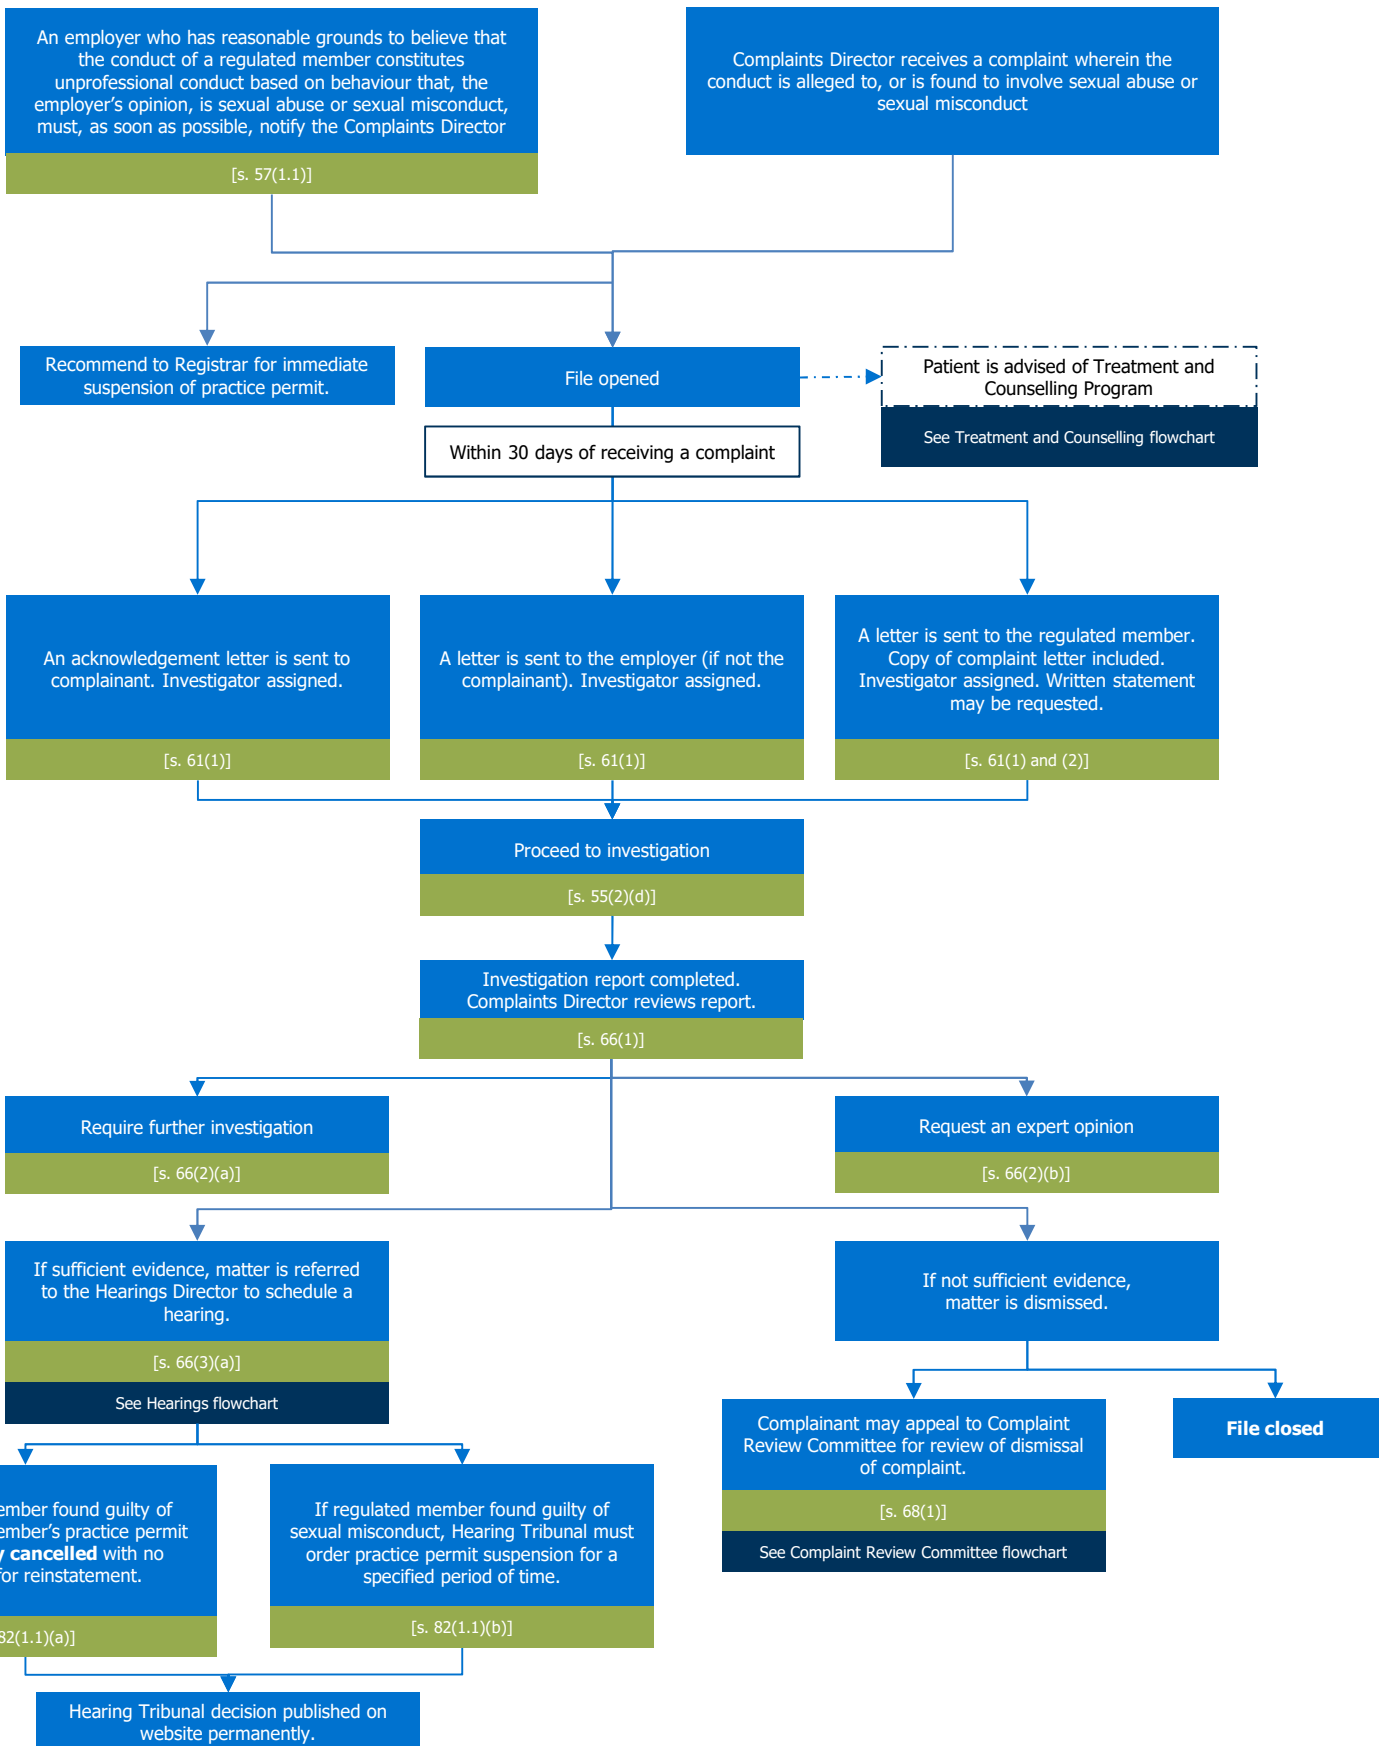 An employer who has reasonable grounds to believe that
the conduct of a regulated member constitutes
unprofessional conduct based on behaviour that, the
employer's opinion, is sexual abuse or sexual misconduct,
must, as soon as possible, notify the Complaints Director
[s. 57(1.1)]
Complaints Director receives a complaint wherein the
conduct is alleged to, or is found to involve sexual abuse or
sexual misconduct
Recommend to Registrar for immediate
suspension of practice permit.
File opened
Patient is advised of Treatment and
Counselling Program
See Treatment and Counselling flowchart
Within 30 days of receiving a complaint
An acknowledgement letter is sent to
complainant. Investigator assigned.
[s. 61(1)]
A letter is sent to the employer (if not the
complainant). Investigator assigned.
[s. 61(1)]
A letter is sent to the regulated member.
Copy of complaint letter included.
Investigator assigned. Written statement
may be requested.
[s. 61(1) and (2)]
Proceed to investigation
[s. 55(2)(d)]
Investigation report completed.
Complaints Director reviews report.
[s. 66(1)]
Require further investigation
[s. 66(2)(a)]
Request an expert opinion
[s. 66(2)(b)]
If sufficient evidence, matter is referred
to the Hearings Director to schedule a
hearing.
[s. 66(3)(a)]
See Hearings flowchart
If not sufficient evidence,
matter is dismissed.
Complainant may appeal to Complaint
Review Committee for review of dismissal
of complaint.
[s. 68(1)]
See Complaint Review Committee flowchart
File closed
found guilty of
practice permit
cancelled with no
for reinstatement.
82(1.1)(a)]
If regulated member found guilty of
sexual misconduct, Hearing Tribunal must
order practice permit suspension for a
specified period of time.
[s. 82(1.1)(b)]
Hearing Tribunal decision published on
website permanently.